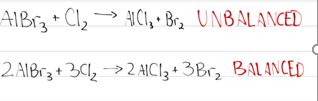 AlBr₃ + Cl₂ → AlCl₃ + Br₂ UNBALANCED
2AlBr₃ + 3Cl₂ → 2AlCl₃ + 3Br₂ BALANCED